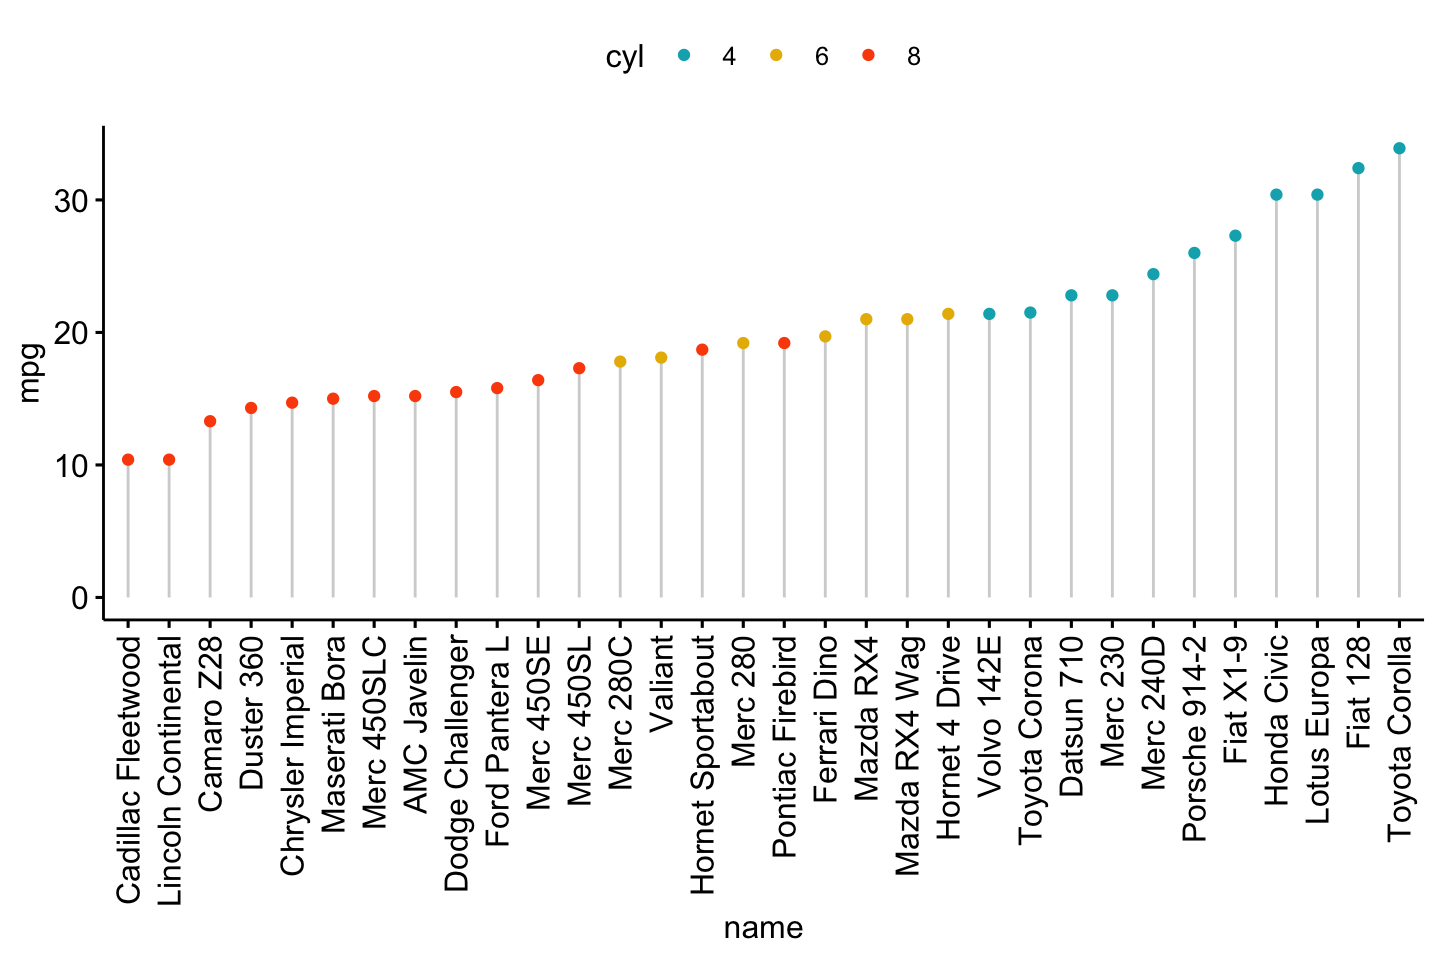 cyl 4 6 8
mpg
30
20
10
0
Cadillac Fleetwood
Lincoln Continental
Camaro Z28
Duster 360
Chrysler Imperial
Maserati Bora
Merc 450SLC
AMC Javelin
Dodge Challenger
Ford Pantera L
Merc 450SE
Merc 450SL
Merc 280C
Valiant
Hornet Sportabout
Merc 280
Pontiac Firebird
Ferrari Dino
Mazda RX4
Mazda RX4 Wag
Hornet 4 Drive
Volvo 142E
Toyota Corona
Datsun 710
Merc 230
Merc 240D
Porsche 914-2
Fiat X1-9
Honda Civic
Lotus Europa
Fiat 128
Toyota Corolla
name